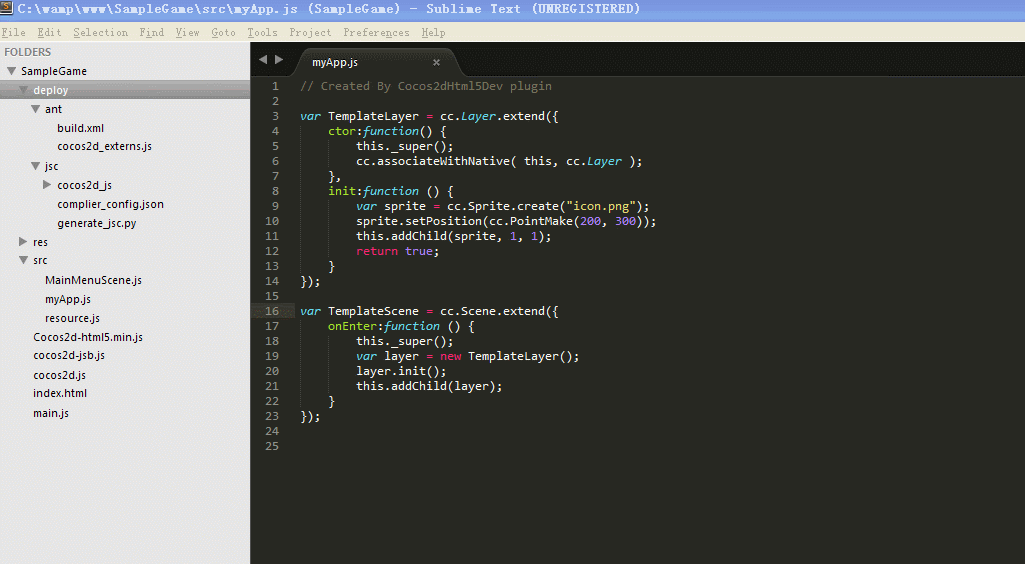 C:\wamp\www\SampleGame\src\myApp.js (SampleGame) - Sublime Text (UNREGISTERED)
File Edit Selection Find View Goto Tools Project Preferences Help
FOLDERS
SampleGame
deploy
ant
build.xml
cocos2d_externs.js
jsc
cocos2d_js
complier_config.json
generate_jsc.py
res
src
MainMenuScene.js
myApp.js
resource.js
Cocos2d-html5.min.js
cocos2d-jsb.js
cocos2d.js
index.html
main.js
myApp.js ×
1 // Created By Cocos2dHtml5Dev plugin
2
3 var TemplateLayer = cc.Layer.extend({
4 ctor:function() {
5 this._super();
6 cc.associateWithNative( this, cc.Layer );
7 },
8 init:function () {
9 var sprite = cc.Sprite.create("icon.png");
10 sprite.setPosition(cc.PointMake(200, 300));
11 this.addChild(sprite, 1, 1);
12 return true;
13 }
14 });
15
16 var TemplateScene = cc.Scene.extend({
17 onEnter:function () {
18 this._super();
19 var layer = new TemplateLayer();
20 layer.init();
21 this.addChild(layer);
22 }
23 });
24
25